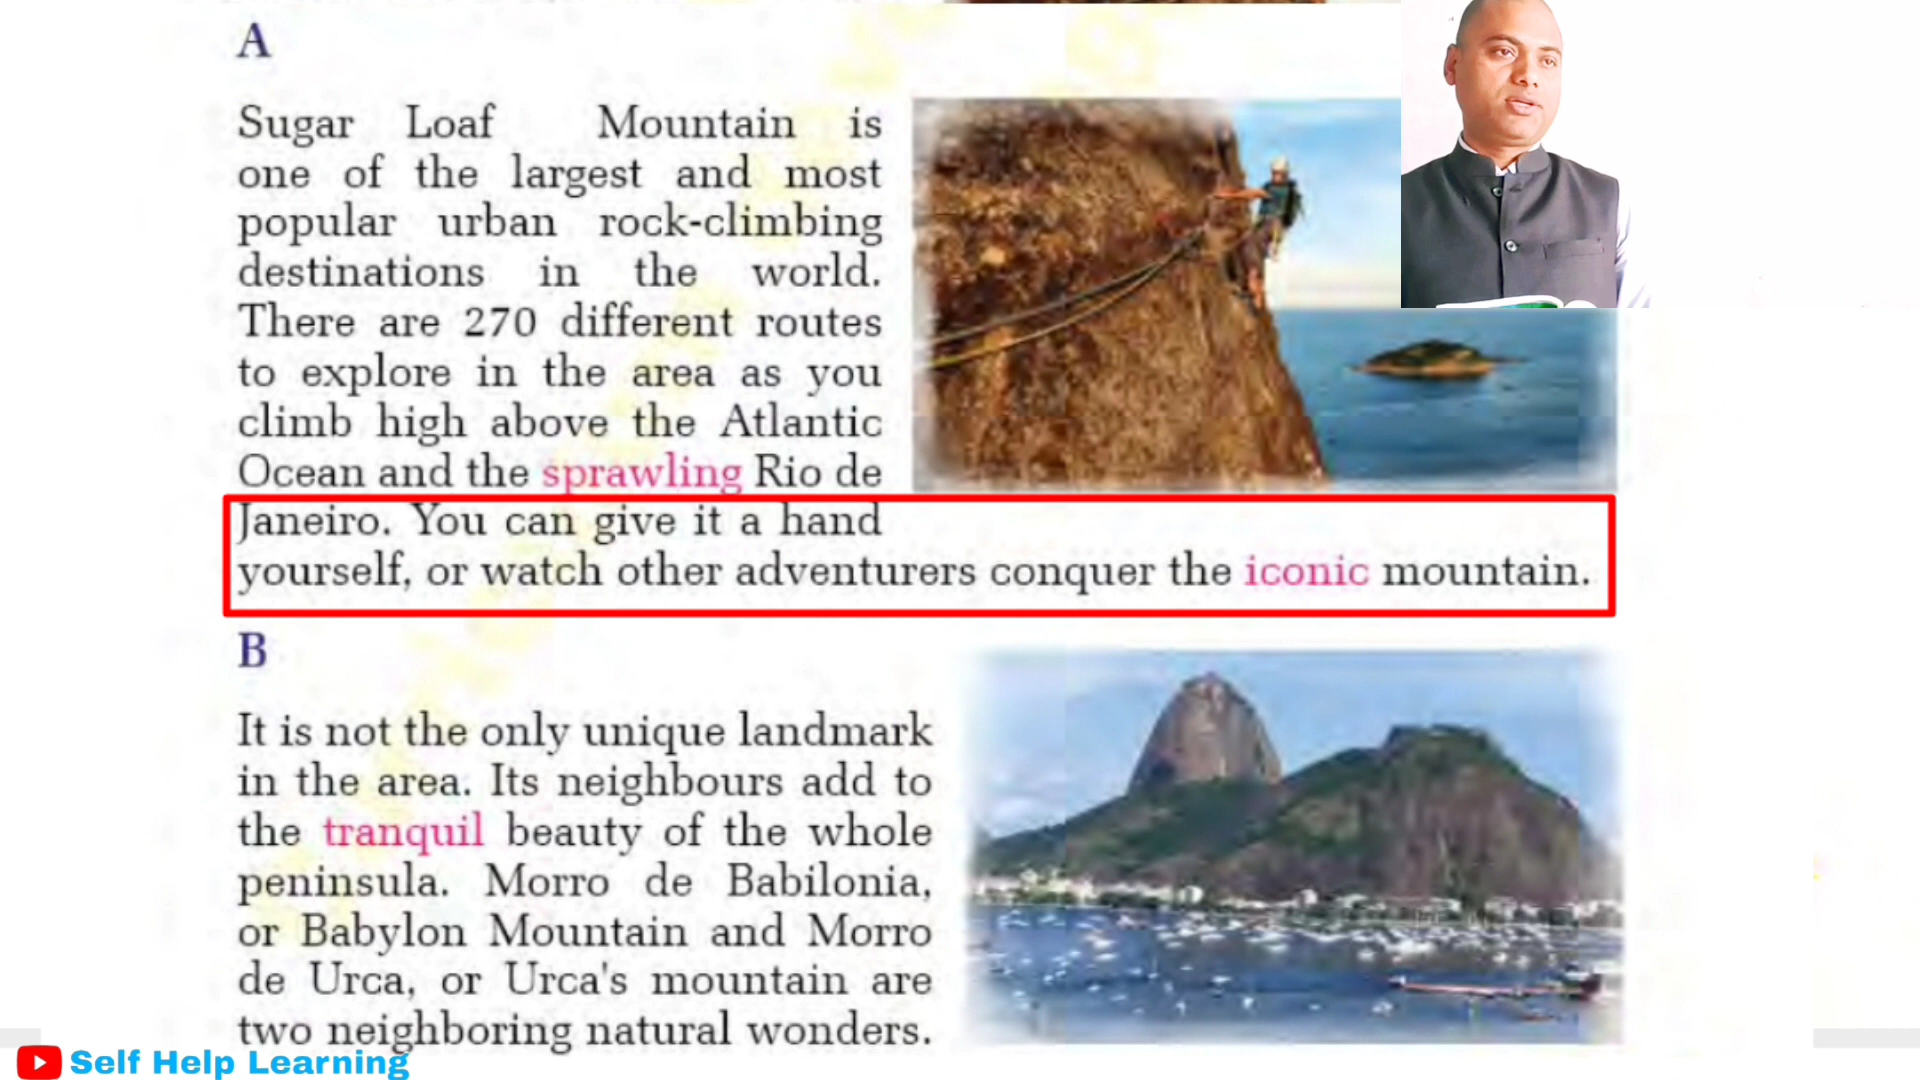 A
Sugar Loaf Mountain is
one of the largest and most
popular urban rock-climbing
destinations in the world.
There are 270 different routes
to explore in the area as you
climb high above the Atlantic
Ocean and the sprawling Rio de
Janeiro. You can give it a hand
yourself, or watch other adventurers conquer the iconic mountain.
B
It is not the only unique landmark
in the area. Its neighbours add to
the tranquil beauty of the whole
peninsula. Morro de Babilonia,
or Babylon Mountain and Morro
de Urca, or Urca's mountain are
two neighboring natural wonders.
Self Help Learning